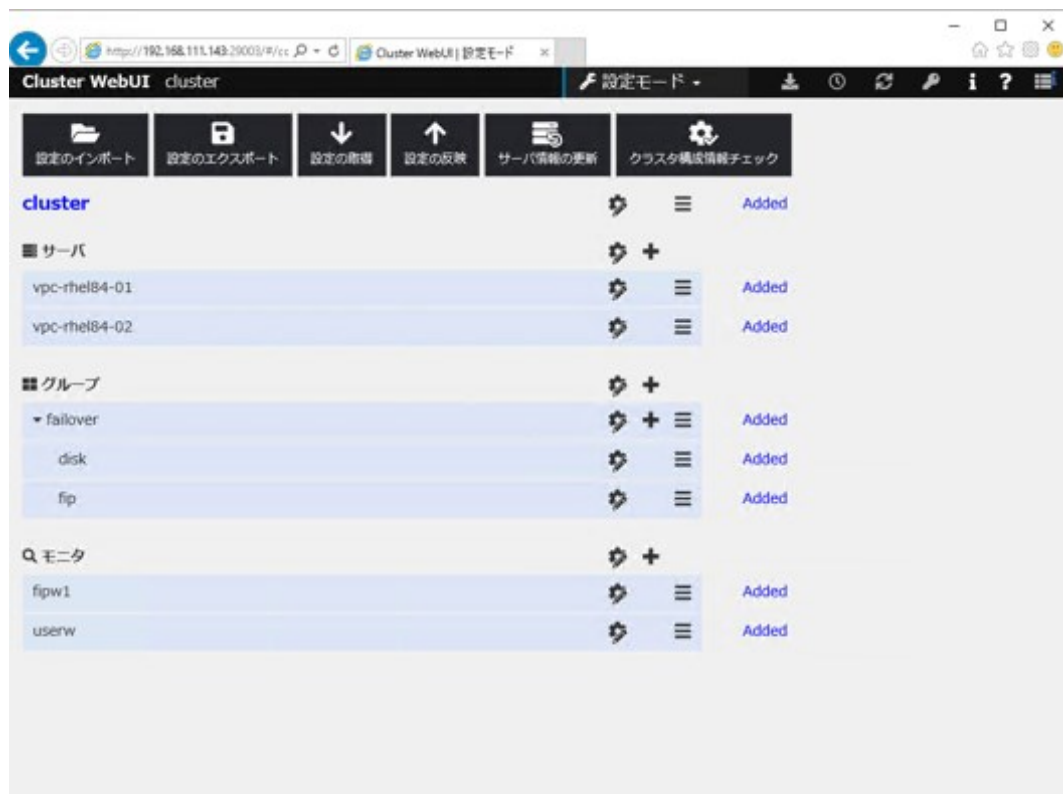 http://192.168.111.143:29003/#/cc
Cluster WebUI | 設定モード
Cluster WebUI cluster
設定モード
設定のインポート
設定のエクスポート
設定の取得
設定の反映
サーバ情報の更新
クラスタ構成情報チェック
cluster Added
サーバ
vpc-rhel84-01 Added
vpc-rhel84-02 Added
グループ
failover Added
disk Added
fip Added
モニタ
fipw1 Added
userw Added